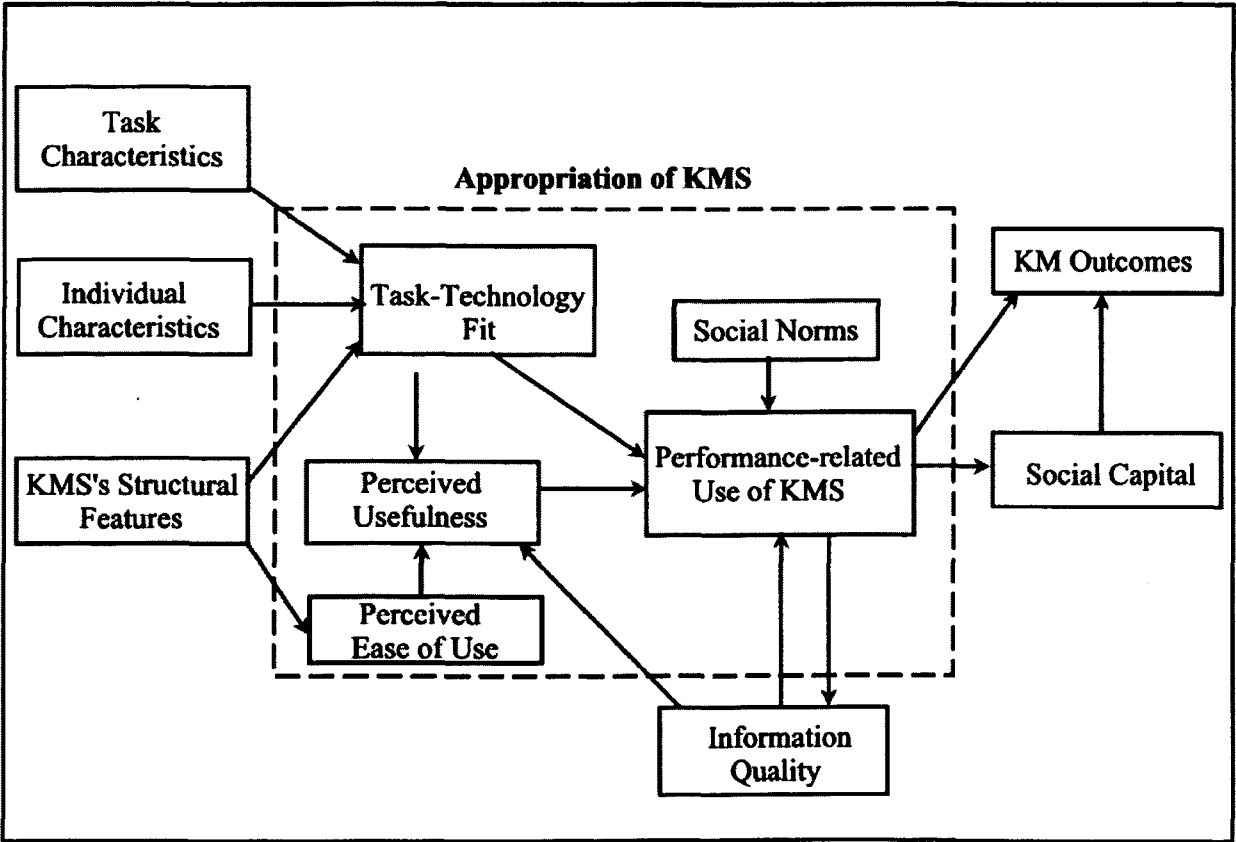 Task
Characteristics
Appropriation of KMS
Individual
Characteristics
Task-Technology
Fit
Social Norms
KM Outcomes
KMS's Structural
Features
Perceived
Usefulness
Performance-related
Use of KMS
Social Capital
Perceived
Ease of Use
Information
Quality